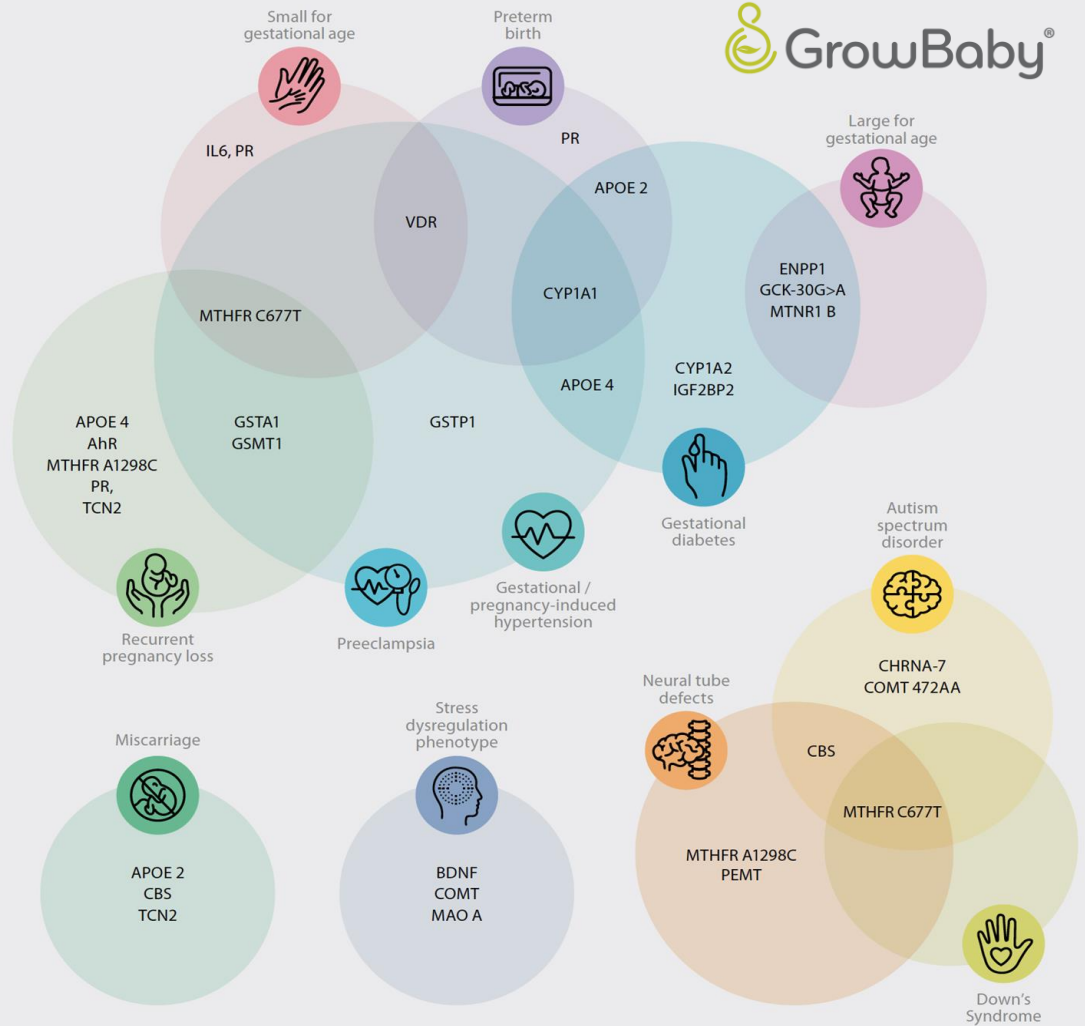 Small for
gestational age
Preterm
birth
GrowBaby®
Large for
gestational age
IL6, PR
PR
APOE 2
VDR
ENPP1
GCK-30G>A
MTNR1 B
CYP1A1
MTHFR C677T
CYP1A2
IGF2BP2
APOE 4
APOE 4
AhR
MTHFR A1298C
PR,
TCN2
GSTA1
GSMT1
GSTP1
Gestational
diabetes
Autism
spectrum
disorder
Gestational /
pregnancy-induced
hypertension
Recurrent
pregnancy loss
Preeclampsia
CHRNA-7
COMT 472AA
Neural tube
defects
Miscarriage
Stress
dysregulation
phenotype
CBS
MTHFR C677T
MTHFR A1298C
PEMT
APOE 2
CBS
TCN2
BDNF
COMT
MAO A
Down's
Syndrome